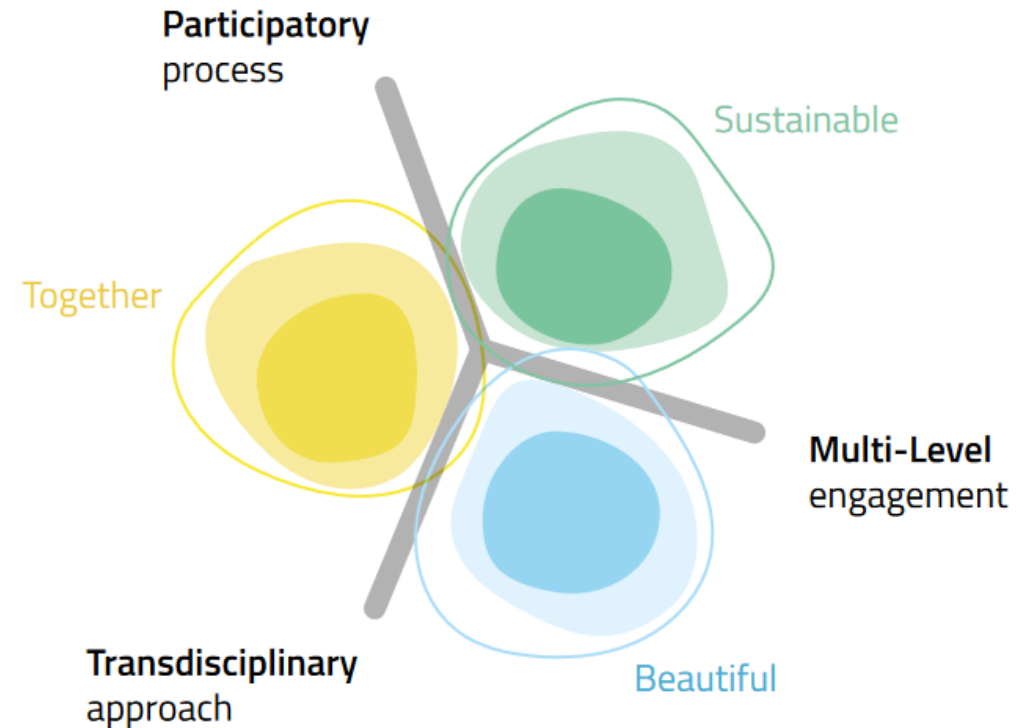 Participatory
process
Sustainable
Together
Multi-Level
engagement
Transdisciplinary
approach
Beautiful